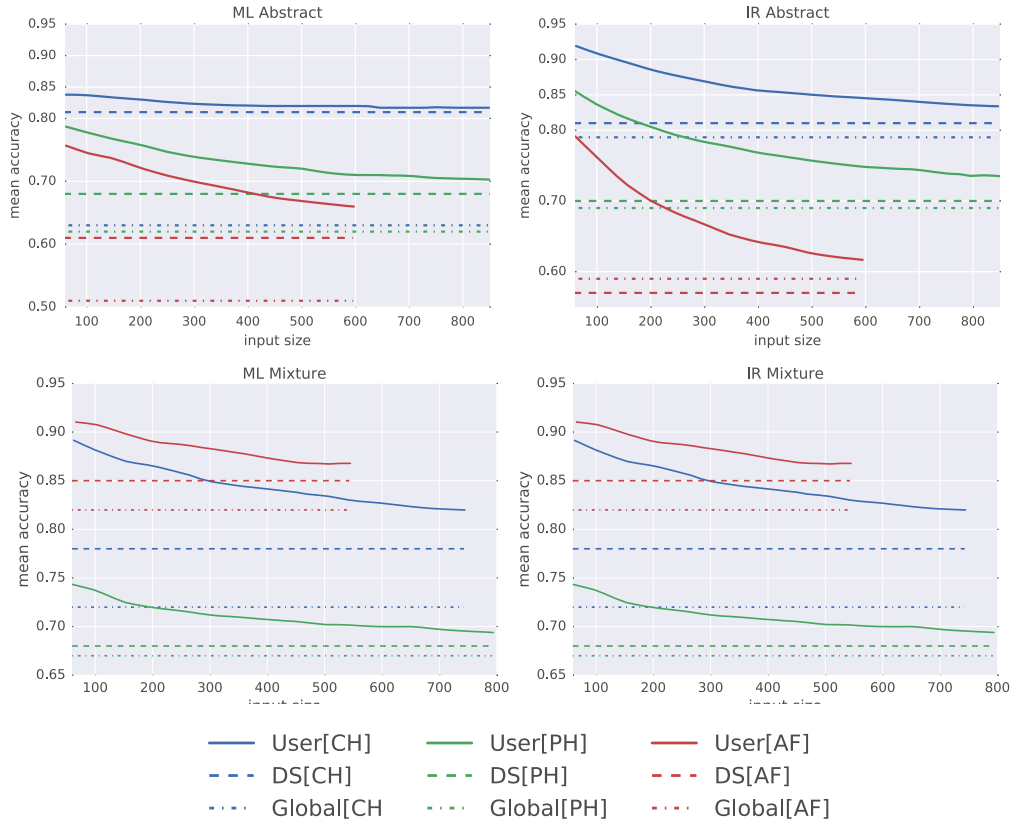 ML Abstract
0.95
0.90
0.85
0.80
0.70
0.60
0.50
mean accuracy
100 200 300 400 500 600 700 800
input size
IR Abstract
0.95
0.90
0.85
0.80
0.70
0.60
mean accuracy
100 200 300 400 500 600 700 800
input size
ML Mixture
0.95
0.90
0.85
0.80
0.75
0.70
0.65
mean accuracy
100 200 300 400 500 600 700 800
input size
IR Mixture
0.95
0.90
0.85
0.80
0.75
0.70
0.65
mean accuracy
100 200 300 400 500 600 700 800
input size
User[CH] User[PH] User[AF]
DS[CH] DS[PH] DS[AF]
Global[CH Global[PH] Global[AF]